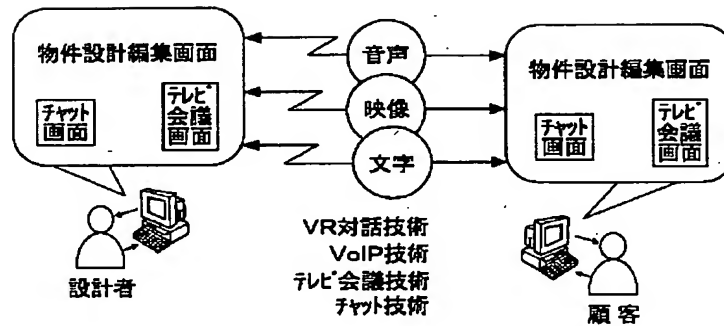 物件設計編集画面
チャット
画面
テレビ
会議
画面
設計者
音声
映像
文字
VR対話技術
VoIP技術
テレビ会議技術
チャット技術
物件設計編集画面
チャット
画面
テレビ
会議
画面
顧客